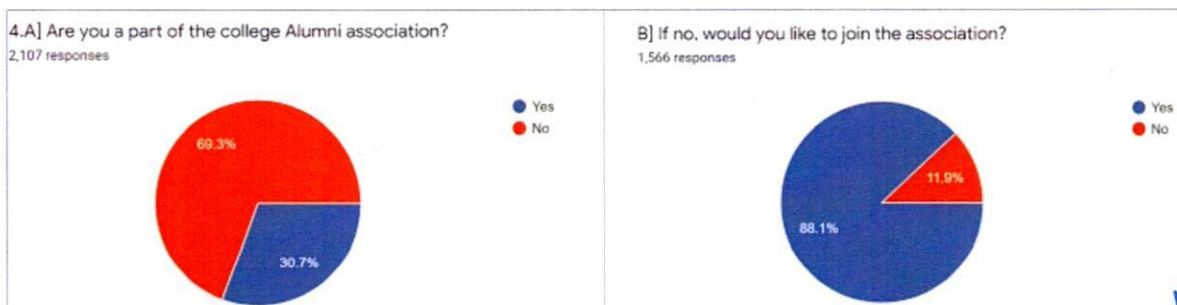 4.A] Are you a part of the college Alumni association?
2,107 responses
Yes
No
69.3%
30.7%
B] If no, would you like to join the association?
1,566 responses
Yes
No
11.9%
88.1%